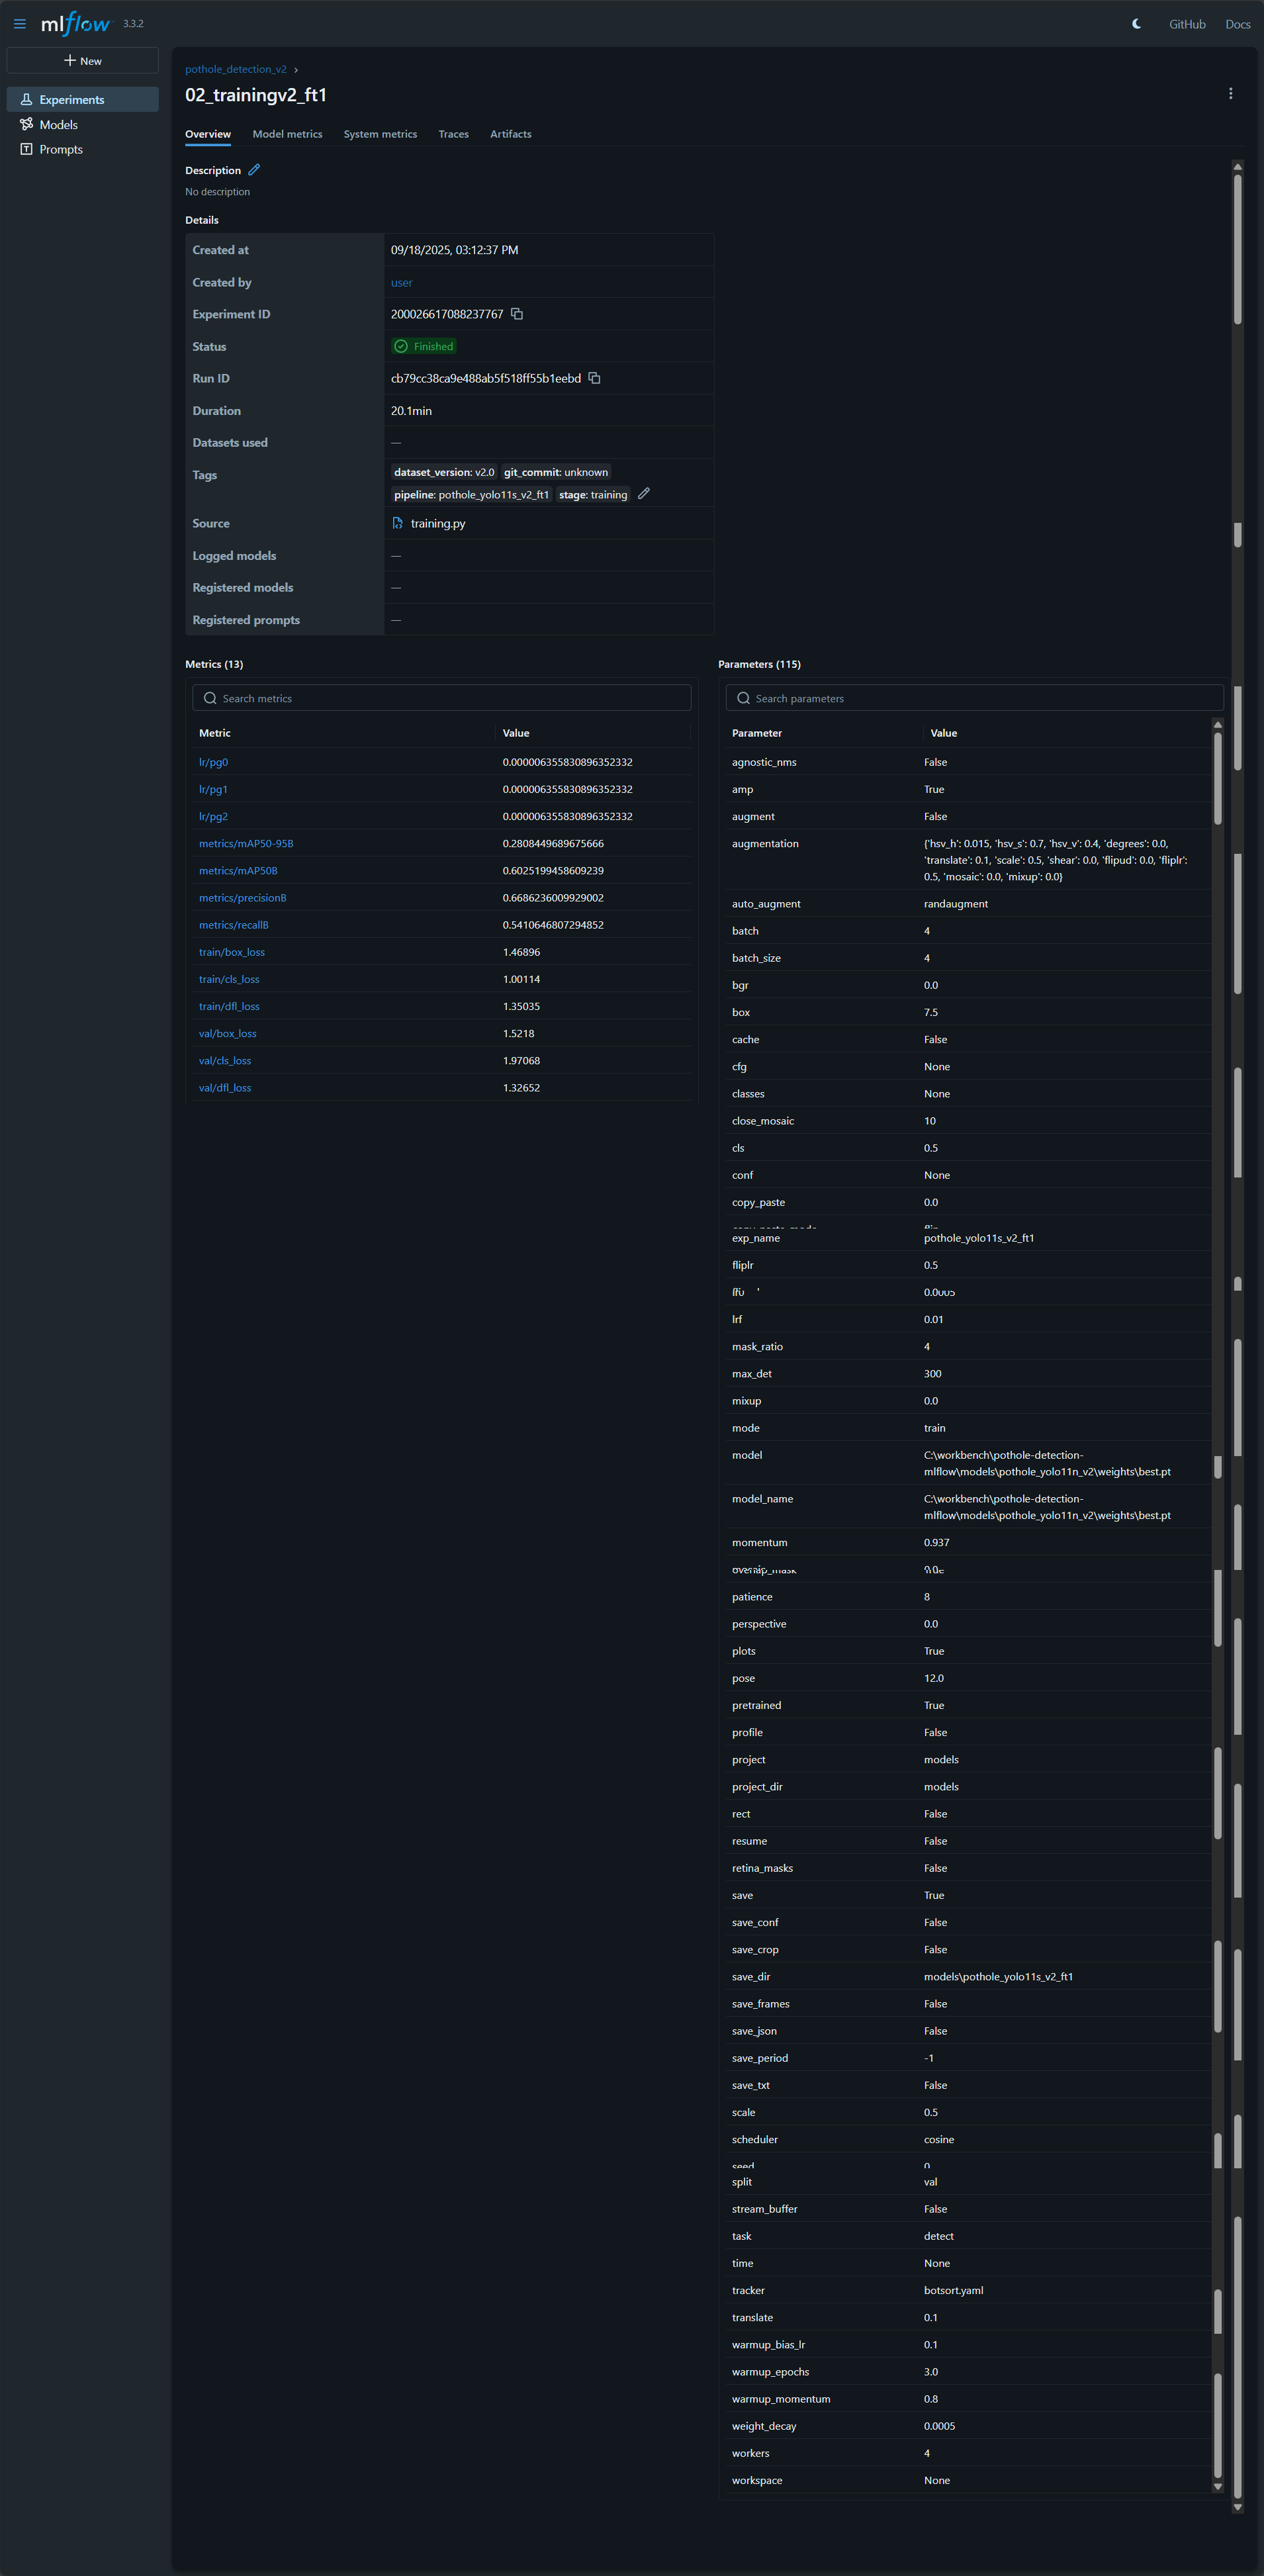 mlflow 3.3.2
GitHub Docs
New
Experiments
Models
Prompts
pothole_detection_v2
02_trainingv2_ft1
Overview Model metrics System metrics Traces Artifacts
Description
No description
Details
Created at 09/18/2025, 03:12:37 PM
Created by user
Experiment ID 200026617088237767
Status Finished
Run ID cb79cc38ca9e488ab5f518ff55b1eebd
Duration 20.1min
Datasets used —
Tags dataset_version: v2.0 git_commit: unknown
pipeline: pothole_yolo11s_v2_ft1 stage: training
Source training.py
Logged models —
Registered models —
Registered prompts —
Metrics (13)
Search metrics
Metric Value
lr/pg0 0.000006355830896352332
lr/pg1 0.000006355830896352332
lr/pg2 0.000006355830896352332
metrics/mAP50-95B 0.2808449689675666
metrics/mAP50B 0.6025199458609239
metrics/precisionB 0.6686236009929002
metrics/recallB 0.5410646807294852
train/box_loss 1.46896
train/cls_loss 1.00114
train/dfl_loss 1.35035
val/box_loss 1.5218
val/cls_loss 1.97068
val/dfl_loss 1.32652
Parameters (115)
Search parameters
Parameter Value
agnostic_nms False
amp True
augment False
augmentation {'hsv_h': 0.015, 'hsv_s': 0.7, 'hsv_v': 0.4, 'degrees': 0.0,
'translate': 0.1, 'scale': 0.5, 'shear': 0.0, 'flipud': 0.0, 'fliplr':
0.5, 'mosaic': 0.0, 'mixup': 0.0}
auto_augment randaugment
batch 4
batch_size 4
bgr 0.0
box 7.5
cache False
cfg None
classes None
close_mosaic 10
cls 0.5
conf None
copy_paste 0.0
exp_name pothole_yolo11s_v2_ft1
fliplr 0.5
lrf 0.01
mask_ratio 4
max_det 300
mixup 0.0
mode train
model C:\workbench\pothole-detection-
mlflow\models\pothole_yolo11n_v2\weights\best.pt
model_name C:\workbench\pothole-detection-
mlflow\models\pothole_yolo11n_v2\weights\best.pt
momentum 0.937
patience 8
perspective 0.0
plots True
pose 12.0
pretrained True
profile False
project models
project_dir models
rect False
resume False
retina_masks False
save True
save_conf False
save_crop False
save_dir models\pothole_yolo11s_v2_ft1
save_frames False
save_json False
save_period -1
save_txt False
scale 0.5
scheduler cosine
seed 0
split val
stream_buffer False
task detect
time None
tracker botsort.yaml
translate 0.1
warmup_bias_lr 0.1
warmup_epochs 3.0
warmup_momentum 0.8
weight_decay 0.0005
workers 4
workspace None